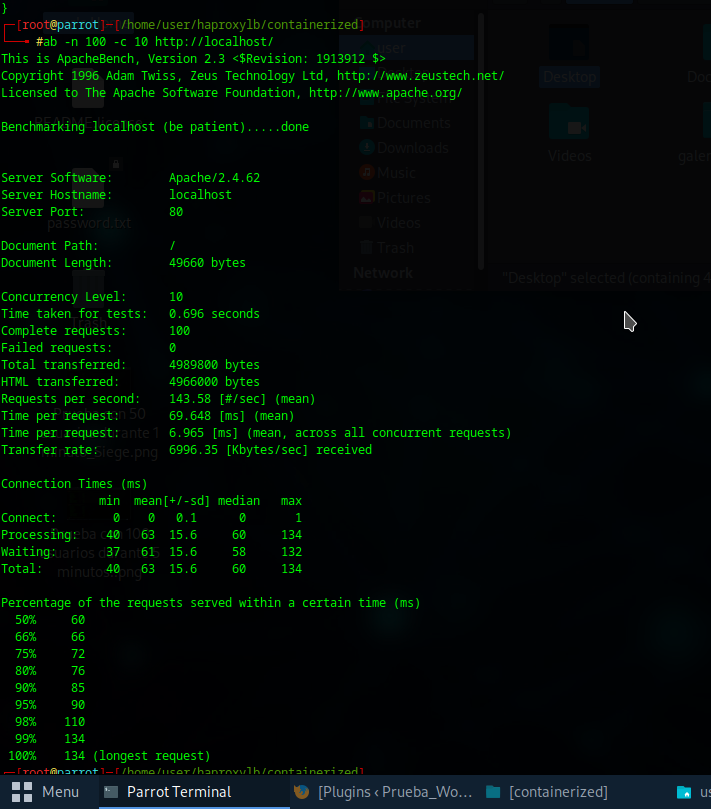 }
┌─[root@parrot]─[/home/user/haproxylb/containerized]
└──╼ #ab -n 100 -c 10 http://localhost/
This is ApacheBench, Version 2.3 <$Revision: 1913912 $>
Copyright 1996 Adam Twiss, Zeus Technology Ltd, http://www.zeustech.net/
Licensed to The Apache Software Foundation, http://www.apache.org/

Benchmarking localhost (be patient).....done


Server Software:        Apache/2.4.62
Server Hostname:        localhost
Server Port:            80

Document Path:          /
Document Length:        49660 bytes

Concurrency Level:      10
Time taken for tests:   0.696 seconds
Complete requests:      100
Failed requests:        0
Total transferred:      4989800 bytes
HTML transferred:       4966000 bytes
Requests per second:    143.58 [#/sec] (mean)
Time per request:       69.648 [ms] (mean)
Time per request:       6.965 [ms] (mean, across all concurrent requests)
Transfer rate:          6996.35 [Kbytes/sec] received

Connection Times (ms)
              min  mean[+/-sd] median   max
Connect:        0    0   0.1      0       1
Processing:    40   63  15.6     60     134
Waiting:       37   61  15.6     58     132
Total:         40   63  15.6     60     134

Percentage of the requests served within a certain time (ms)
  50%     60
  66%     66
  75%     72
  80%     76
  90%     85
  95%     90
  98%    110
  99%    134
 100%    134 (longest request)
┌─[root@parrot]─[/home/user/haproxylb/containerized]
computer
user
Desktop
Documents
Downloads
Music
Pictures
Videos
Trash
Network
Desktop
Videos
"Desktop" selected (containing 4
password.txt
Menu
Parrot Terminal
[Plugins ‹ Prueba_Wo...
[containerized]
us